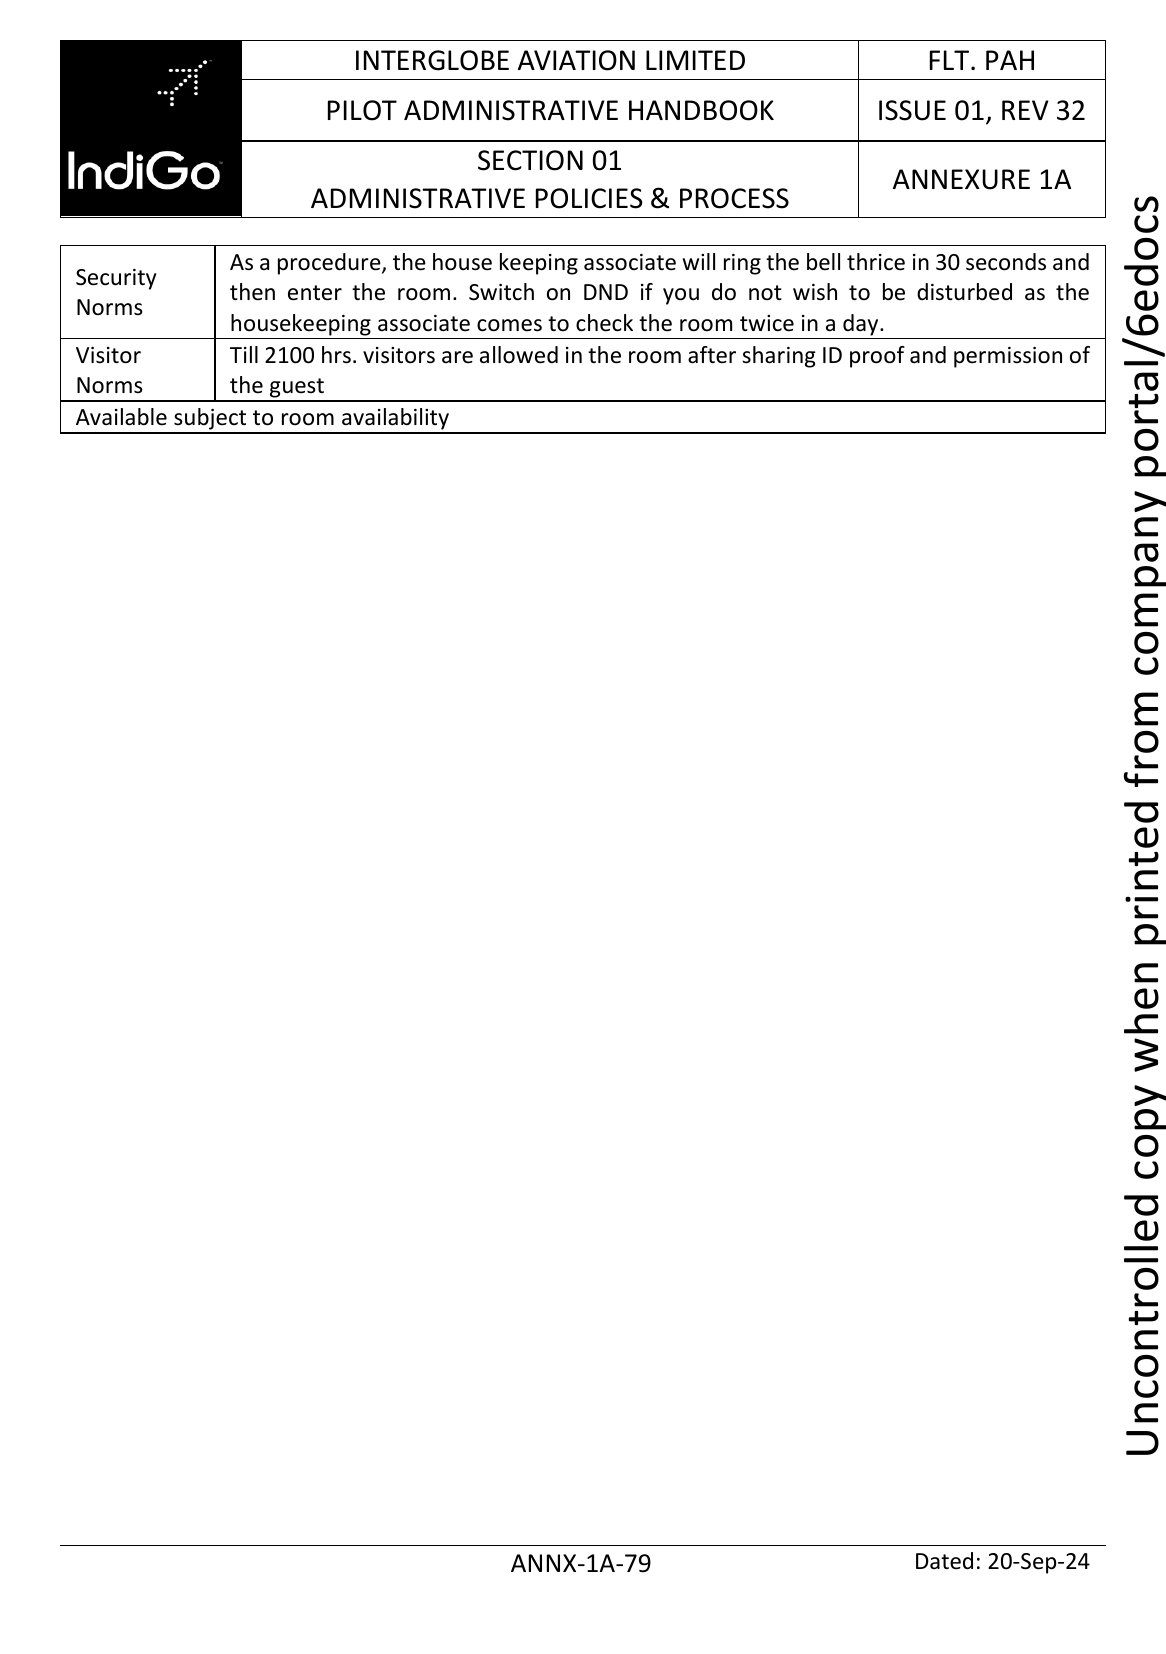 INTERGLOBE AVIATION LIMITED
FLT. PAH
PILOT ADMINISTRATIVE HANDBOOK
ISSUE 01, REV 32
IndiGo
SECTION 01
ADMINISTRATIVE POLICIES & PROCESS
ANNEXURE 1A
Security
Norms
As a procedure, the house keeping associate will ring the bell thrice in 30 seconds and
then enter the room. Switch on DND if you do not wish to be disturbed as the
housekeeping associate comes to check the room twice in a day.
Visitor
Norms
Till 2100 hrs. visitors are allowed in the room after sharing ID proof and permission of
the guest
Available subject to room availability
Uncontrolled copy when printed from company portal/6edocs
ANNX-1A-79
Dated: 20-Sep-24